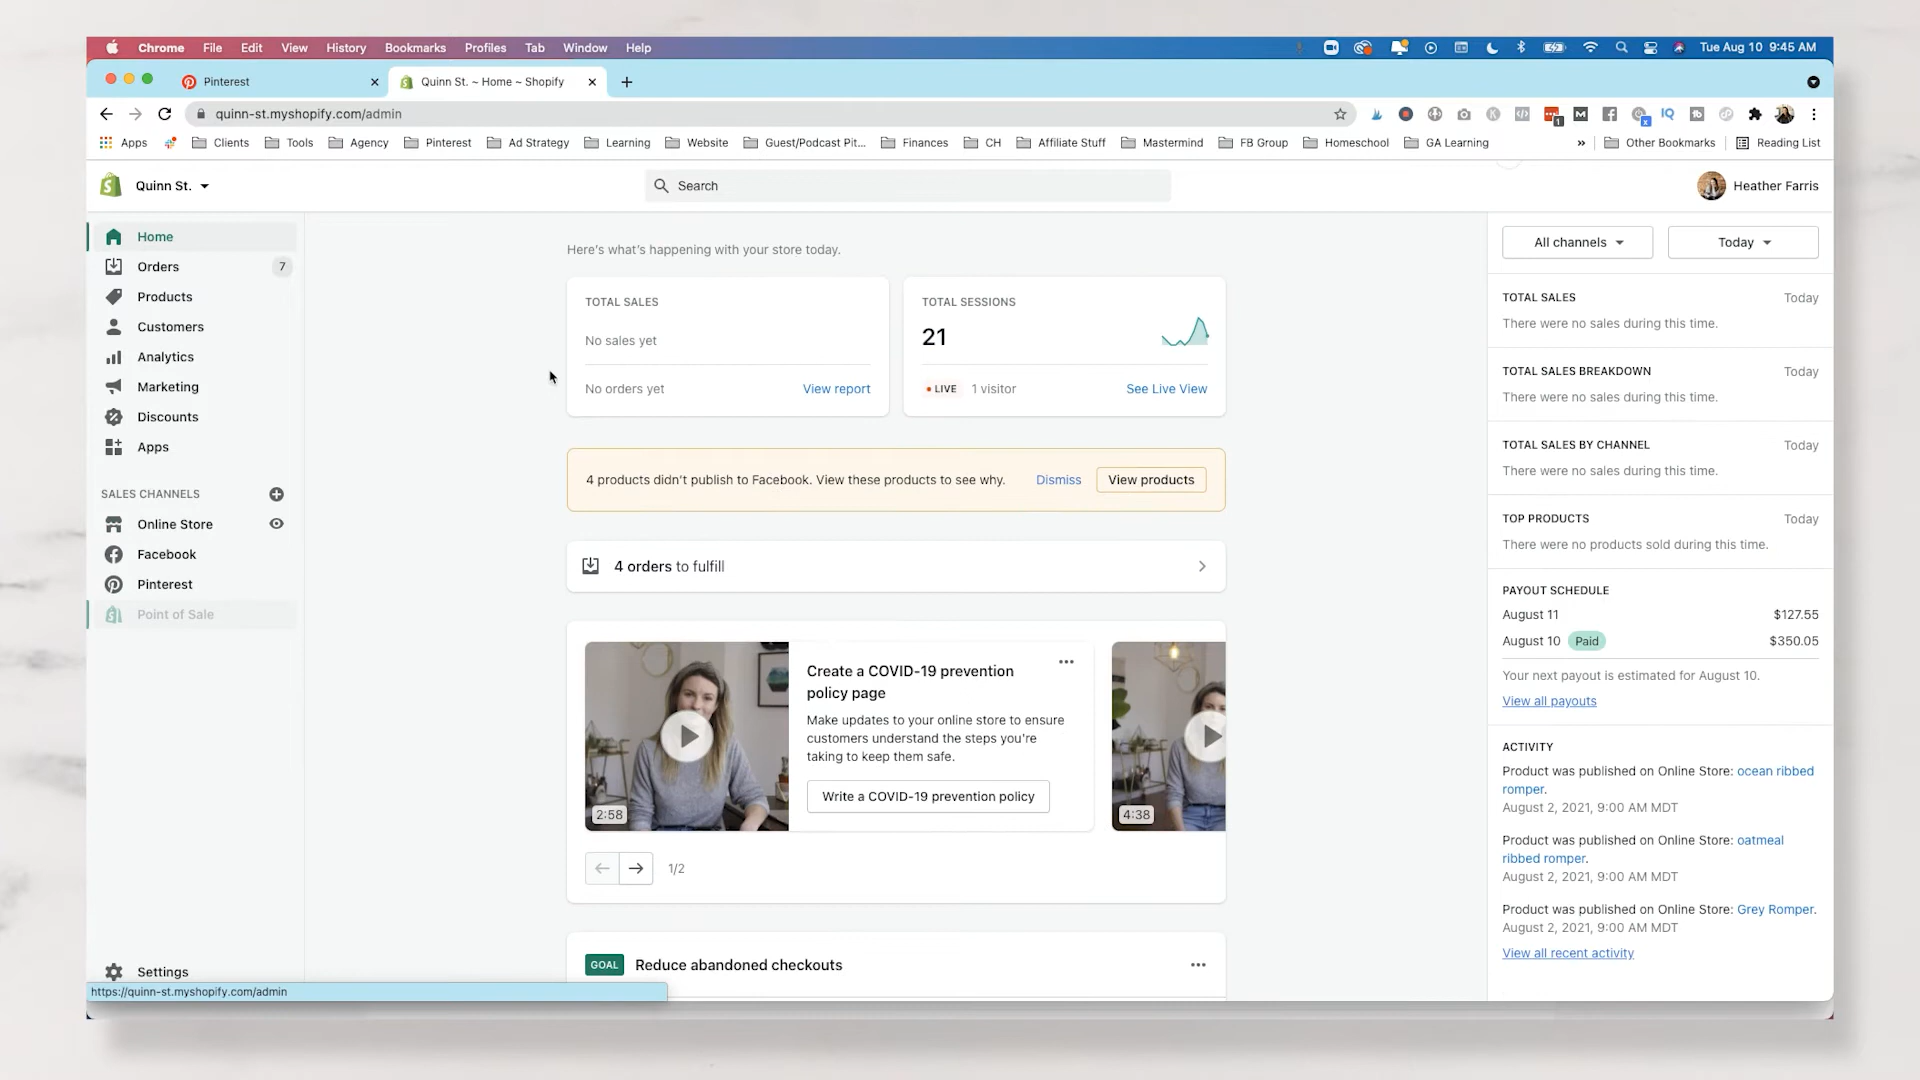 Chrome File Edit View History Bookmarks Profiles Tab Window Help Tue Aug 10 9:45 AM
Pinterest Quinn St. ~ Home ~ Shopify
quinn-st.myshopify.com/admin
Apps Clients Tools Agency Pinterest Ad Strategy Learning Website Guest/Podcast Pit... Finances CH Affiliate Stuff Mastermind FB Group Homeschool GA Learning » Other Bookmarks Reading List
Quinn St. Search Heather Farris
Home
Orders 7
Products
Customers
Analytics
Marketing
Discounts
Apps
SALES CHANNELS
Online Store
Facebook
Pinterest
Point of Sale
Settings
https://quinn-st.myshopify.com/admin
Here's what's happening with your store today.
TOTAL SALES
No sales yet
No orders yet View report
TOTAL SESSIONS
21
LIVE 1 visitor See Live View
4 products didn't publish to Facebook. View these products to see why. Dismiss View products
4 orders to fulfill
2:58
Create a COVID-19 prevention
policy page
Make updates to your online store to ensure
customers understand the steps you're
taking to keep them safe.
Write a COVID-19 prevention policy
4:38
1/2
GOAL Reduce abandoned checkouts
All channels Today
TOTAL SALES Today
There were no sales during this time.
TOTAL SALES BREAKDOWN Today
There were no sales during this time.
TOTAL SALES BY CHANNEL Today
There were no sales during this time.
TOP PRODUCTS Today
There were no products sold during this time.
PAYOUT SCHEDULE
August 11 $127.55
August 10 Paid $350.05
Your next payout is estimated for August 10.
View all payouts
ACTIVITY
Product was published on Online Store: ocean ribbed
romper.
August 2, 2021, 9:00 AM MDT
Product was published on Online Store: oatmeal
ribbed romper.
August 2, 2021, 9:00 AM MDT
Product was published on Online Store: Grey Romper.
August 2, 2021, 9:00 AM MDT
View all recent activity